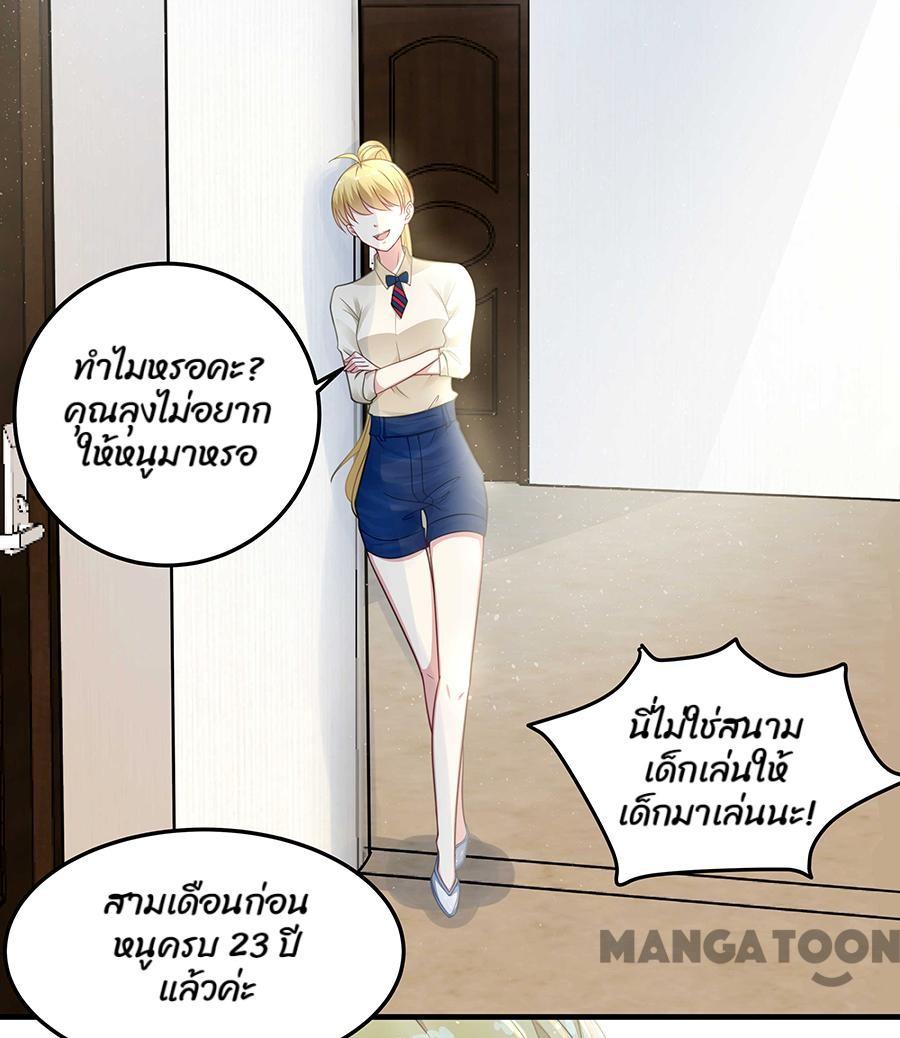 ทำไมหรอคะ?
คุณลุงไม่อยาก
ให้หนูมาหรอ
นี่ไม่ใช่สนาม
เด็กเล่นให้
เด็กมาเล่นนะ!
สามเดือนก่อน
หนูครบ 23 ปี
แล้วค่ะ
MANGATOON